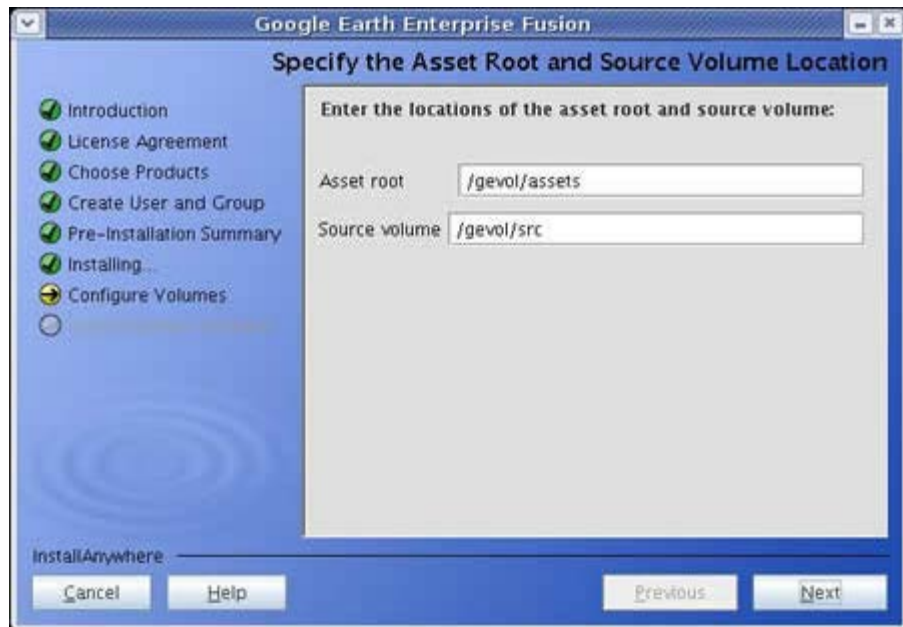 Google Earth Enterprise Fusion
Specify the Asset Root and Source Volume Location
Introduction
License Agreement
Choose Products
Create User and Group
Pre-Installation Summary
Installing...
Configure Volumes
Enter the locations of the asset root and source volume:
Asset root /gevol/assets
Source volume /gevol/src
InstallAnywhere
Cancel Help Previous Next